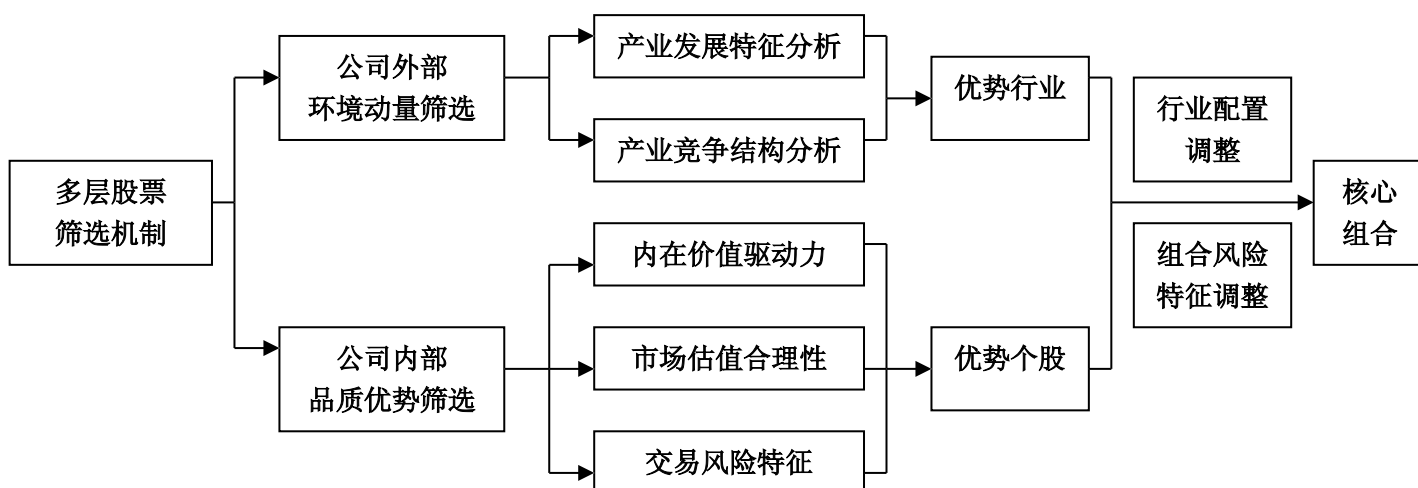 多层股票
筛选机制
公司外部
环境动量筛选
产业发展特征分析
产业竞争结构分析
优势行业
公司内部
品质优势筛选
内在价值驱动力
市场估值合理性
交易风险特征
优势个股
行业配置
调整
组合风险
特征调整
核心
组合